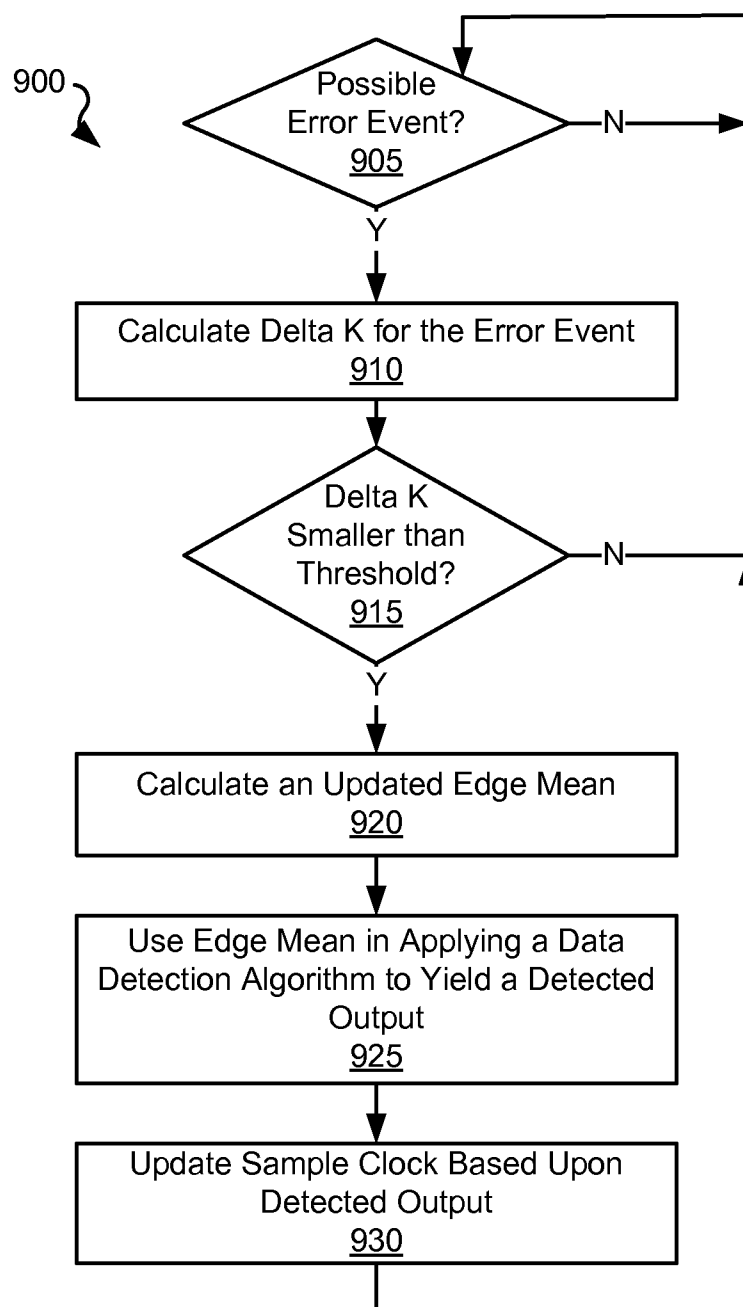 900
Possible
Error Event?
905
N
Y
Calculate Delta K for the Error Event
910
Delta K
Smaller than
Threshold?
915
N
Y
Calculate an Updated Edge Mean
920
Use Edge Mean in Applying a Data
Detection Algorithm to Yield a Detected
Output
925
Update Sample Clock Based Upon
Detected Output
930